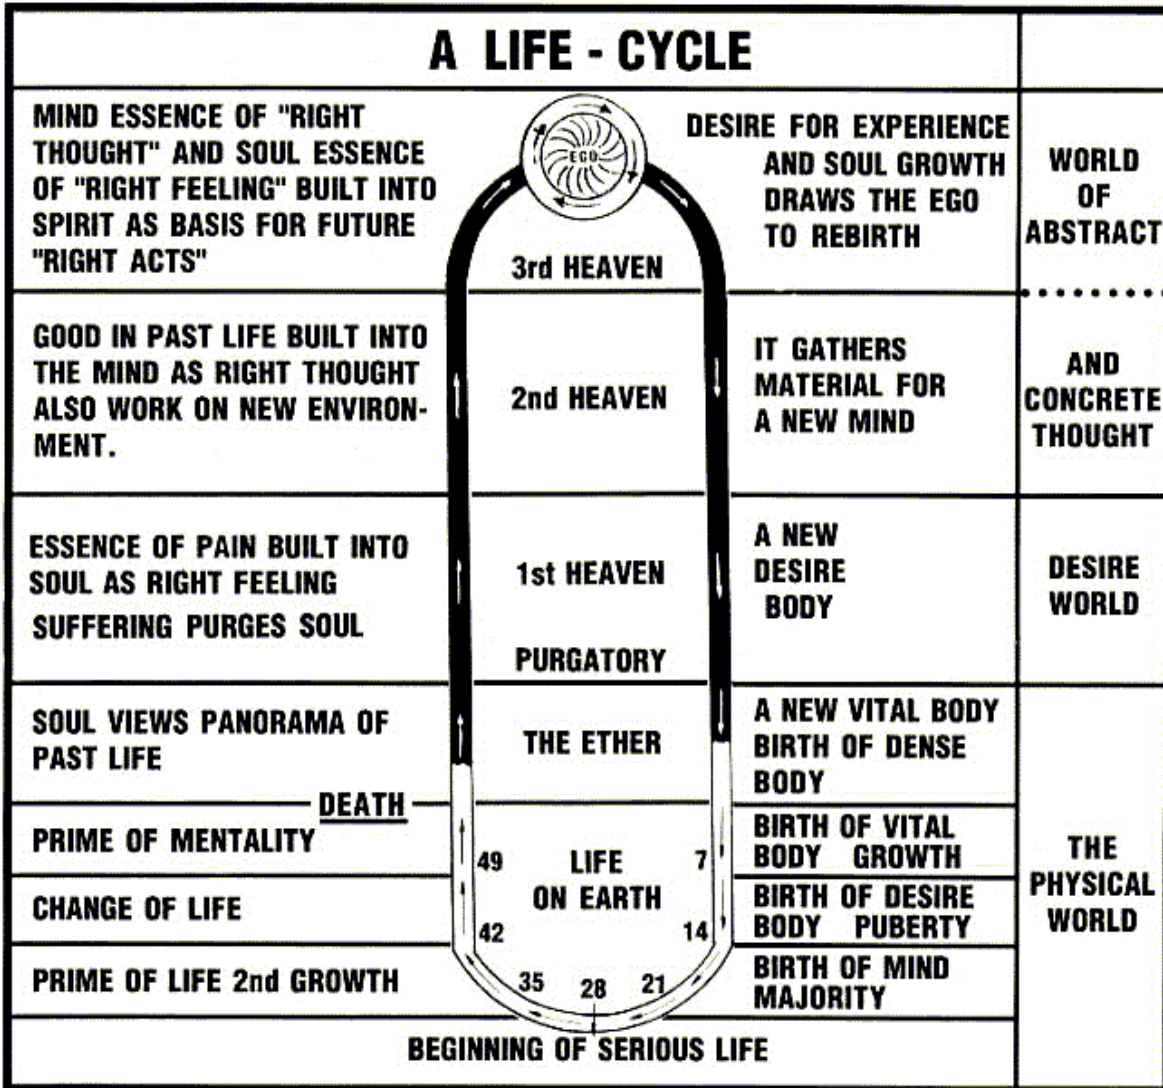 A LIFE - CYCLE
MIND ESSENCE OF "RIGHT
THOUGHT" AND SOUL ESSENCE
OF "RIGHT FEELING" BUILT INTO
SPIRIT AS BASIS FOR FUTURE
"RIGHT ACTS"
EGO
3rd HEAVEN
DESIRE FOR EXPERIENCE
AND SOUL GROWTH
DRAWS THE EGO
TO REBIRTH
WORLD
OF
ABSTRACT
GOOD IN PAST LIFE BUILT INTO
THE MIND AS RIGHT THOUGHT
ALSO WORK ON NEW ENVIRON-
MENT.
2nd HEAVEN
IT GATHERS
MATERIAL FOR
A NEW MIND
AND
CONCRETE
THOUGHT
ESSENCE OF PAIN BUILT INTO
SOUL AS RIGHT FEELING
SUFFERING PURGES SOUL
1st HEAVEN
PURGATORY
A NEW
DESIRE
BODY
DESIRE
WORLD
SOUL VIEWS PANORAMA OF
PAST LIFE
THE ETHER
A NEW VITAL BODY
BIRTH OF DENSE
BODY
DEATH
PRIME OF MENTALITY
49
LIFE
ON EARTH
7
BIRTH OF VITAL
BODY GROWTH
THE
PHYSICAL
WORLD
CHANGE OF LIFE
42
14
BIRTH OF DESIRE
BODY PUBERTY
PRIME OF LIFE 2nd GROWTH
35
28
21
BIRTH OF MIND
MAJORITY
BEGINNING OF SERIOUS LIFE